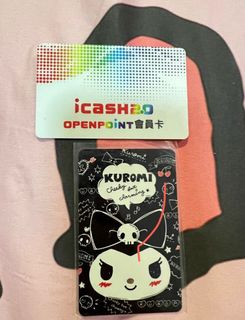 icash2.0
OPENPOINT會員卡
KUROMI
Cheeky but
charming